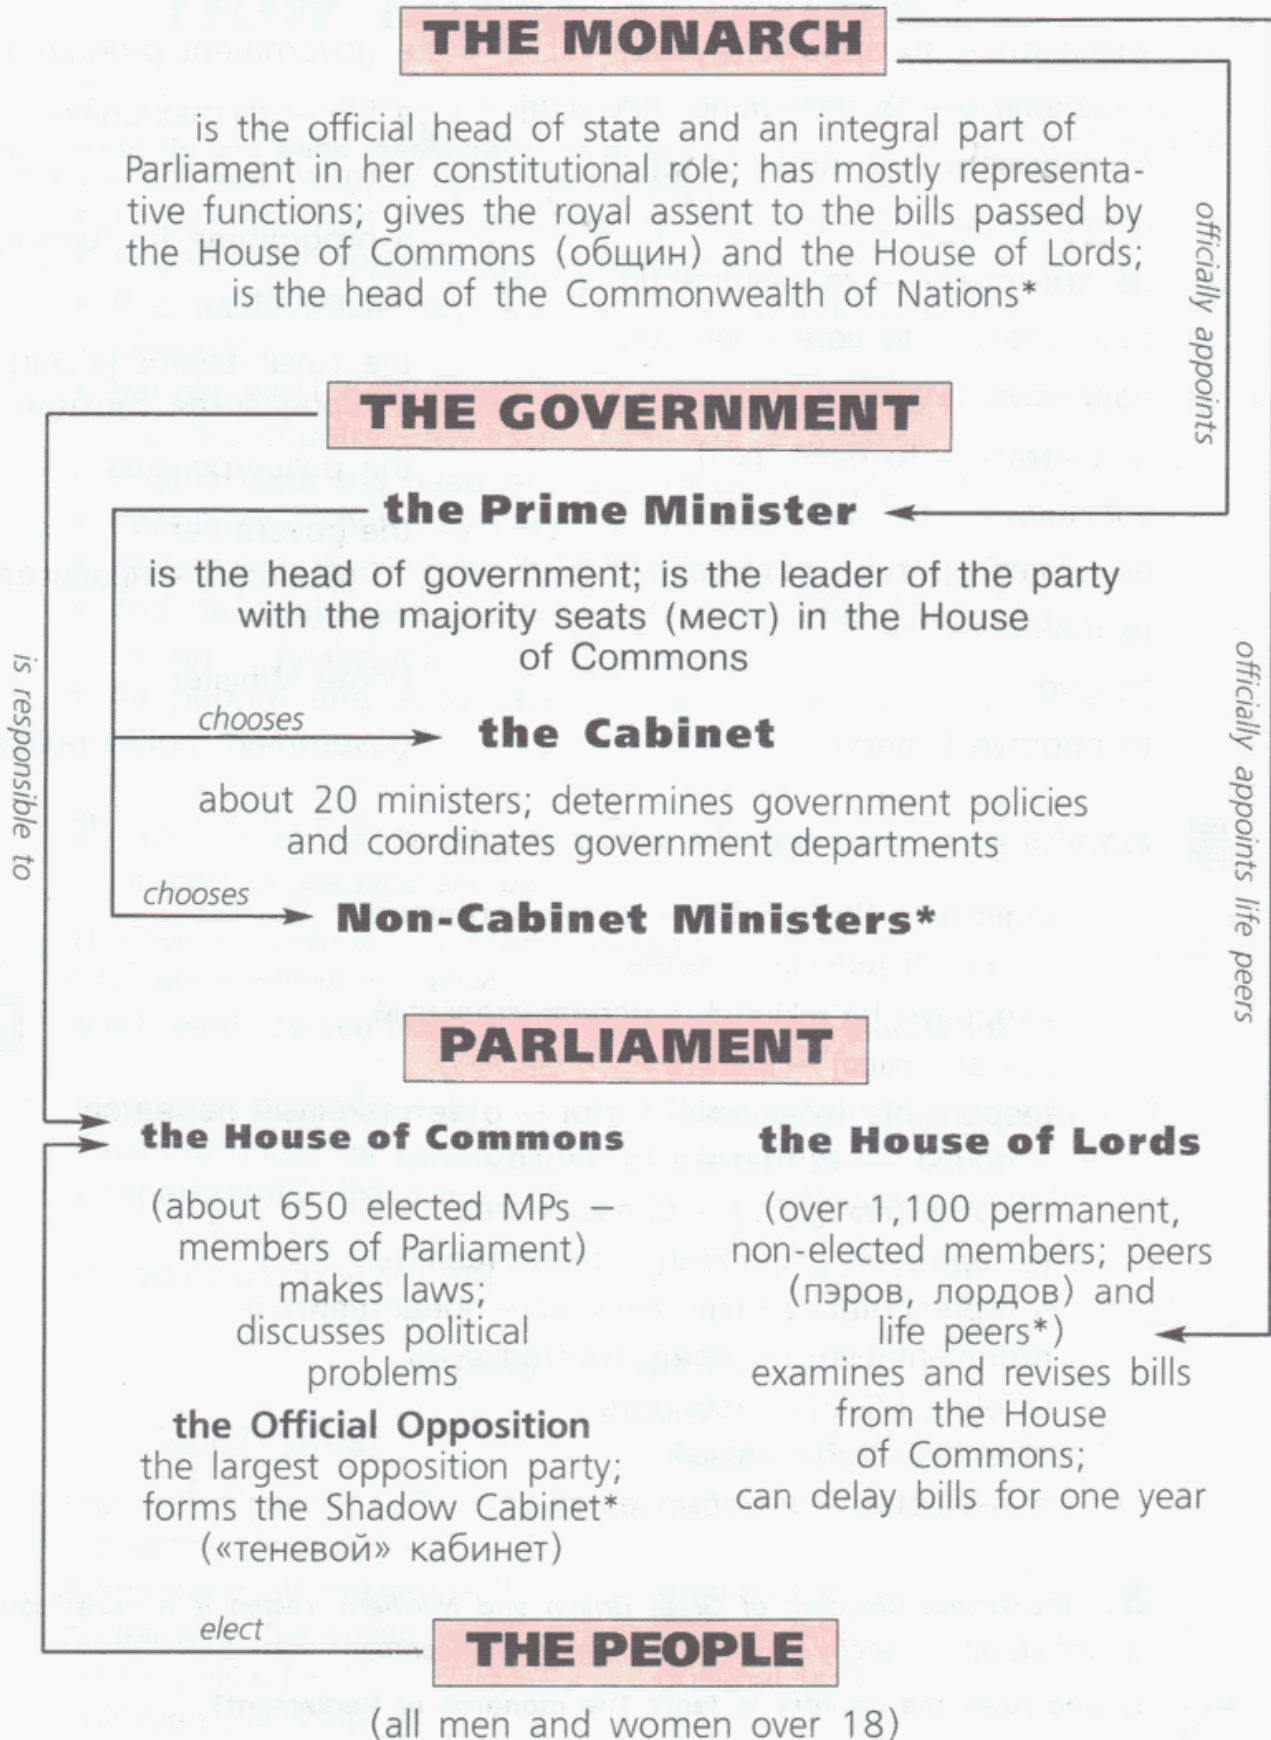 THE MONARCH
is the official head of state and an integral part of
Parliament in her constitutional role; has mostly representa-
tive functions; gives the royal assent to the bills passed by
the House of Commons (общин) and the House of Lords;
is the head of the Commonwealth of Nations*
officially appoints
THE GOVERNMENT
the Prime Minister
is the head of government; is the leader of the party
with the majority seats (мест) in the House
of Commons
is responsible to
officially appoints life peers
chooses
the Cabinet
about 20 ministers; determines government policies
and coordinates government departments
chooses
Non-Cabinet Ministers*
PARLIAMENT
the House of Commons
(about 650 elected MPs –
members of Parliament)
makes laws;
discusses political
problems
the Official Opposition
the largest opposition party;
forms the Shadow Cabinet*
(«теневой» кабинет)
the House of Lords
(over 1,100 permanent,
non-elected members; peers
(пэров, лордов) and
life peers*)
examines and revises bills
from the House
of Commons;
can delay bills for one year
elect
THE PEOPLE
(all men and women over 18)